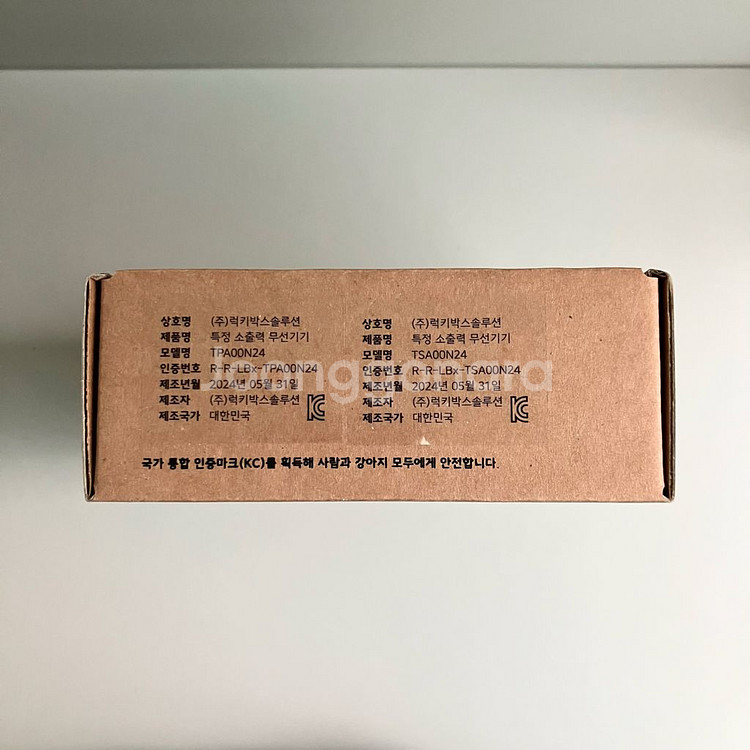 상호명 (주)럭키박스솔루션
제품명 특정 소출력 무선기기
모델명 TPA00N24
인증번호 R-R-LBx-TPA00N24
제조년월 2024년 05월 31일
제조자 (주)럭키박스솔루션
제조국가 대한민국
KC
상호명 (주)럭키박스솔루션
제품명 특정 소출력 무선기기
모델명 TSA00N24
인증번호 R-R-LBx-TSA00N24
제조년월 2024년 05월 31일
제조자 (주)럭키박스솔루션
제조국가 대한민국
KC
국가 통합 인증마크(KC)를 획득해 사람과 강아지 모두에게 안전합니다.